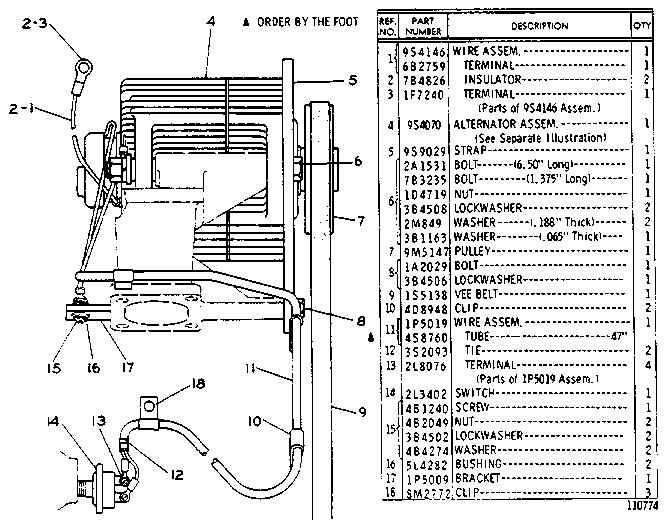 2-3
4
▲ ORDER BY THE FOOT
5
2-1
6
7
8
15
16
17
18
11
14
13
10
9
12
REF. NO. PART NUMBER DESCRIPTION QTY
1 9S4146 WIRE ASSEM. 1
6B2759 TERMINAL 1
2 7B4826 INSULATOR 2
3 1F7240 TERMINAL 1
(Parts of 9S4146 Assem.)
4 9S4070 ALTERNATOR ASSEM. 1
(See Separate Illustration)
5 9S9029 STRAP 1
6 2A1531 BOLT (6.50" Long) 1
7B3235 BOLT (1.375" Long) 1
1D4719 NUT 1
3B4508 LOCKWASHER 2
2M849 WASHER (.188" Thick) 2
3B1163 WASHER (.065" Thick) 1
7 9M5147 PULLEY 1
8 1A2029 BOLT 1
3B4506 LOCKWASHER 1
9 1S5138 VEE BELT 1
10 4D8948 CLIP 2
11 1P5019 WIRE ASSEM. 1
▲ 4S8760 TUBE 47"
12 3S2093 TIE 2
13 2L8076 TERMINAL 4
(Parts of 1P5019 Assem.)
14 2L3402 SWITCH 1
15 4B1240 SCREW 1
4B2049 NUT 2
3B4502 LOCKWASHER 2
4B4274 WASHER 2
16 5L4282 BUSHING 2
17 1P5009 BRACKET 1
18 8M2772 CLIP 3
110774